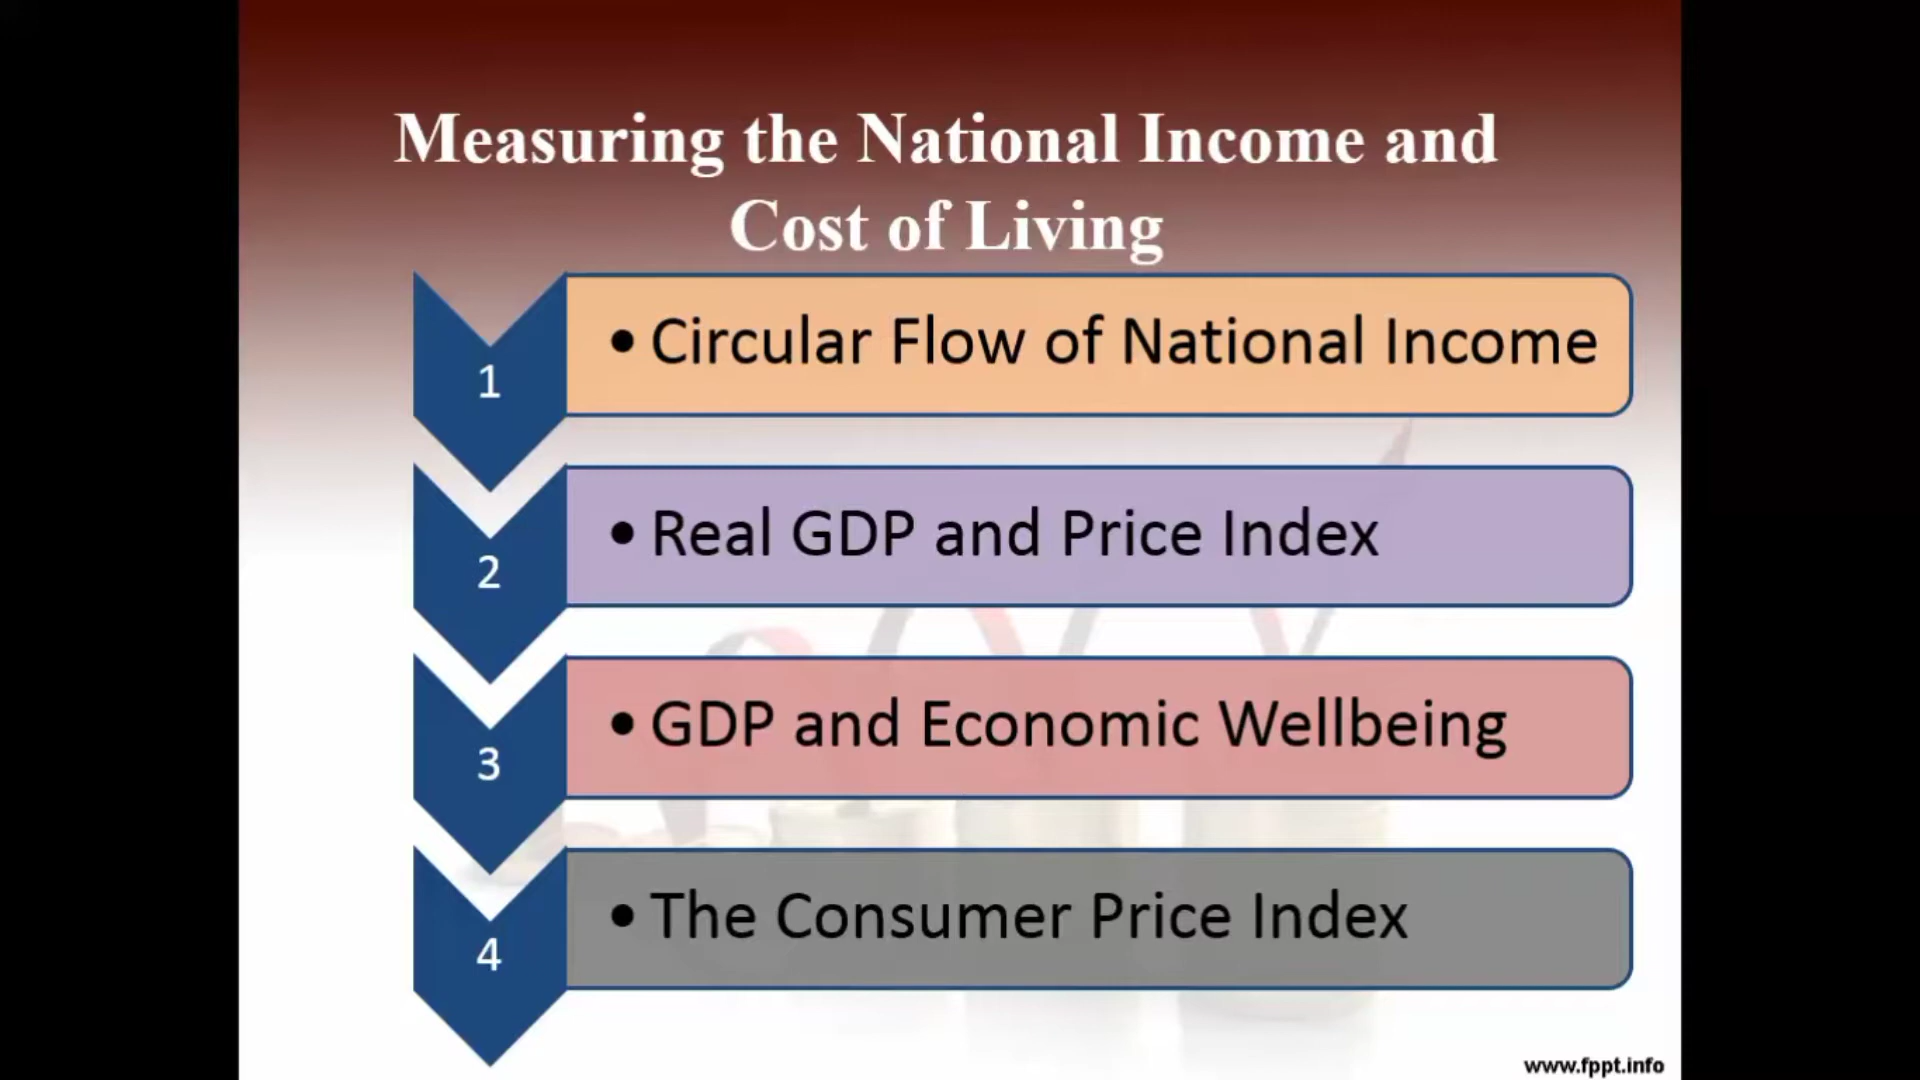 Measuring the National Income and
Cost of Living
1
• Circular Flow of National Income
2
• Real GDP and Price Index
3
• GDP and Economic Wellbeing
4
• The Consumer Price Index
www.fppt.info